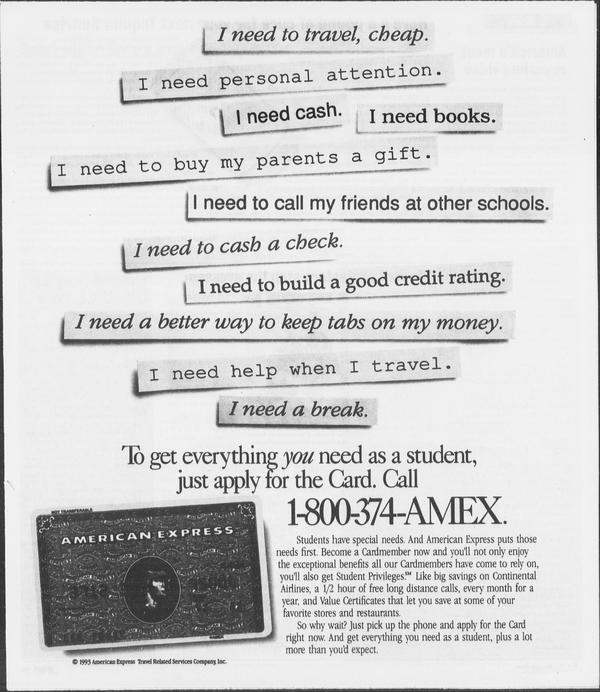 I need to travel, cheap.
I need personal attention.
I need cash.
I need books.
I need to buy my parents a gift.
I need to call my friends at other schools.
I need to cash a check.
I need to build a good credit rating.
I need a better way to keep tabs on my money.
I need help when I travel.
I need a break.
To get everything you need as a student,
just apply for the Card. Call
1-800-374-AMEX.
NOT TRANSFERABLE
AMERICAN EXPRESS
Students have special needs. And American Express puts those
needs first. Become a Cardmember now and you'll not only enjoy
the exceptional benefits all our Cardmembers have come to rely on,
you'll also get Student Privileges.℠ Like big savings on Continental
Airlines, a 1/2 hour of free long distance calls, every month for a
year, and Value Certificates that let you save at some of your
favorite stores and restaurants.
So why wait? Just pick up the phone and apply for the Card
right now. And get everything you need as a student, plus a lot
more than you'd expect.
© 1993 American Express Travel Related Services Company, Inc.